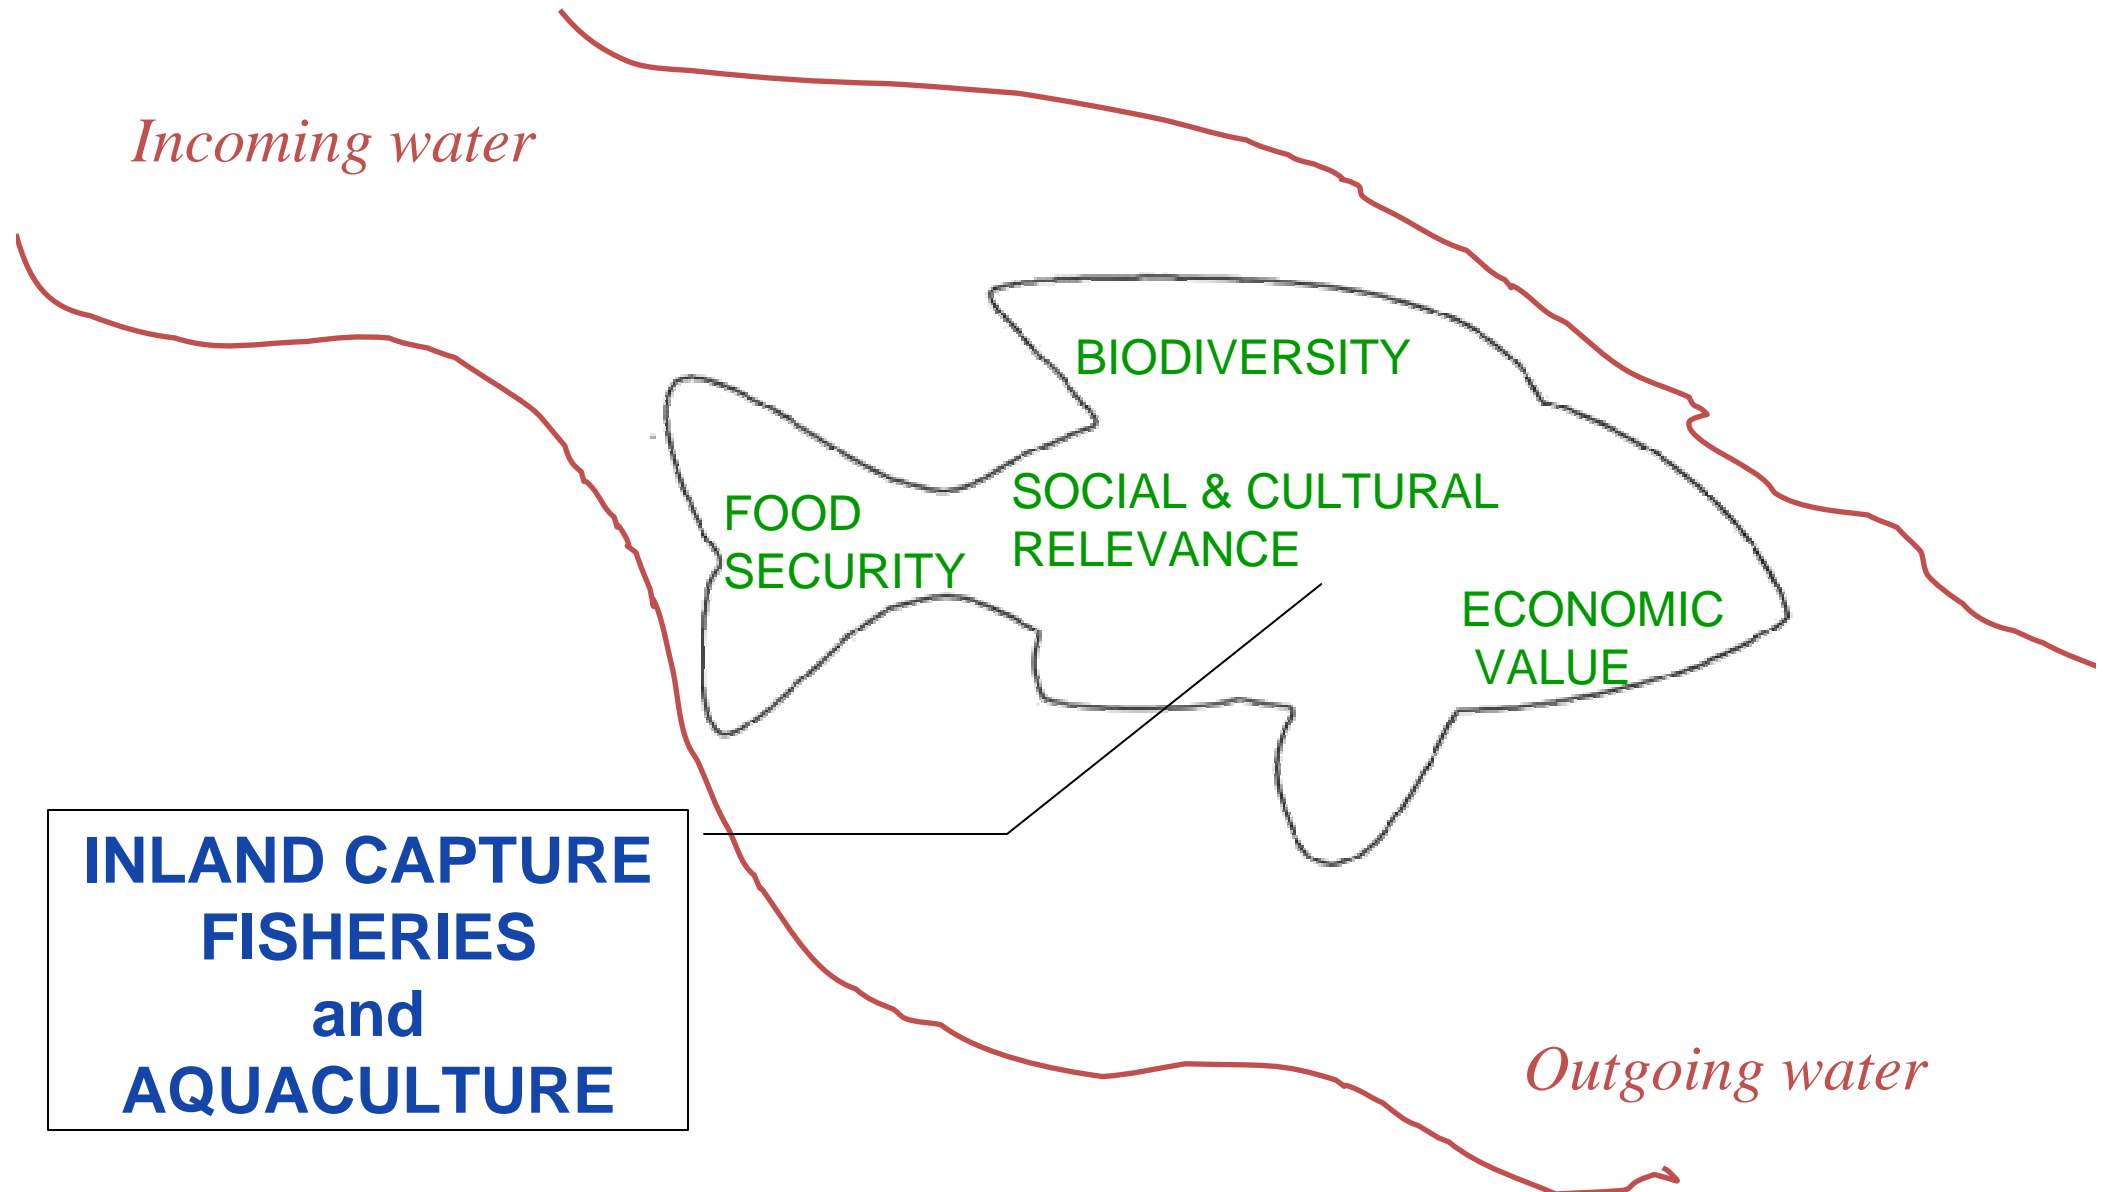 Incoming water
BIODIVERSITY
SOCIAL & CULTURAL
RELEVANCE
FOOD
SECURITY
ECONOMIC
VALUE
INLAND CAPTURE
FISHERIES
and
AQUACULTURE
Outgoing water